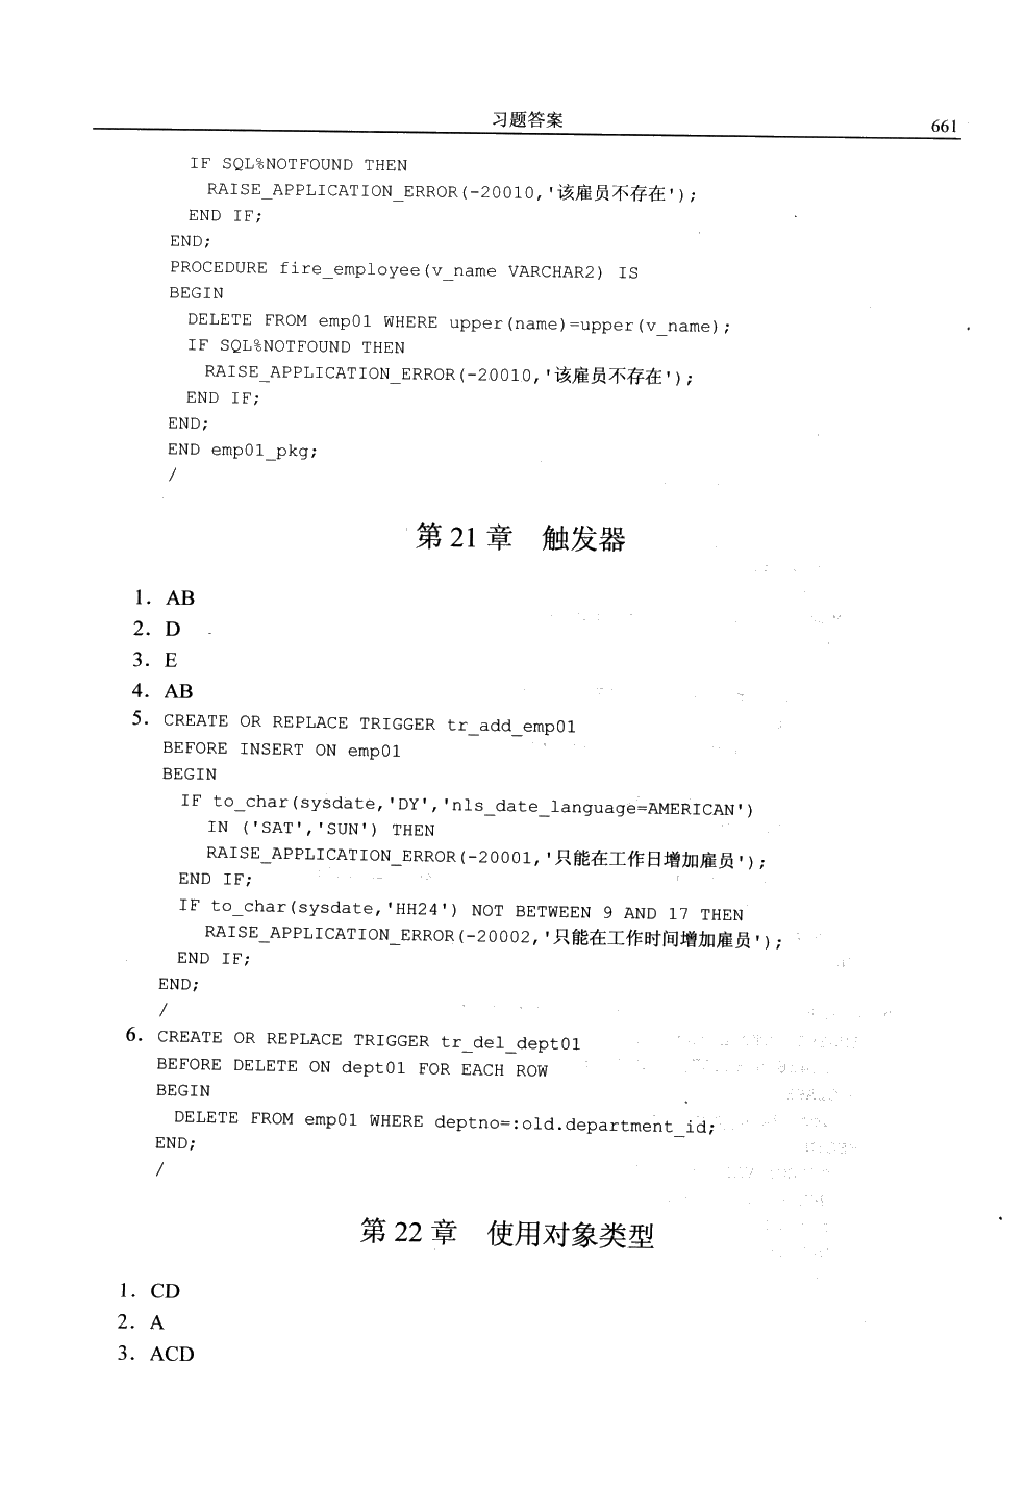 习题答案
661
IF SQL%NOTFOUND THEN
RAISE_APPLICATION_ERROR(-20010,'该雇员不存在');
END IF;
END;
PROCEDURE fire_employee(v_name VARCHAR2) IS
BEGIN
DELETE FROM emp01 WHERE upper(name)=upper(v_name);
IF SQL%NOTFOUND THEN
RAISE_APPLICATION_ERROR(-20010,'该雇员不存在');
END IF;
END;
END emp01_pkg;
/
第 21 章 触发器
1. AB
2. D
3. E
4. AB
5. CREATE OR REPLACE TRIGGER tr_add_emp01
BEFORE INSERT ON emp01
BEGIN
IF to_char(sysdate,'DY','nls_date_language=AMERICAN')
IN ('SAT','SUN') THEN
RAISE_APPLICATION_ERROR(-20001,'只能在工作日增加雇员');
END IF;
IF to_char(sysdate,'HH24') NOT BETWEEN 9 AND 17 THEN
RAISE_APPLICATION_ERROR(-20002,'只能在工作时间增加雇员');
END IF;
END;
/
6. CREATE OR REPLACE TRIGGER tr_del_dept01
BEFORE DELETE ON dept01 FOR EACH ROW
BEGIN
DELETE FROM emp01 WHERE deptno=:old.department_id;
END;
/
第 22 章 使用对象类型
1. CD
2. A
3. ACD